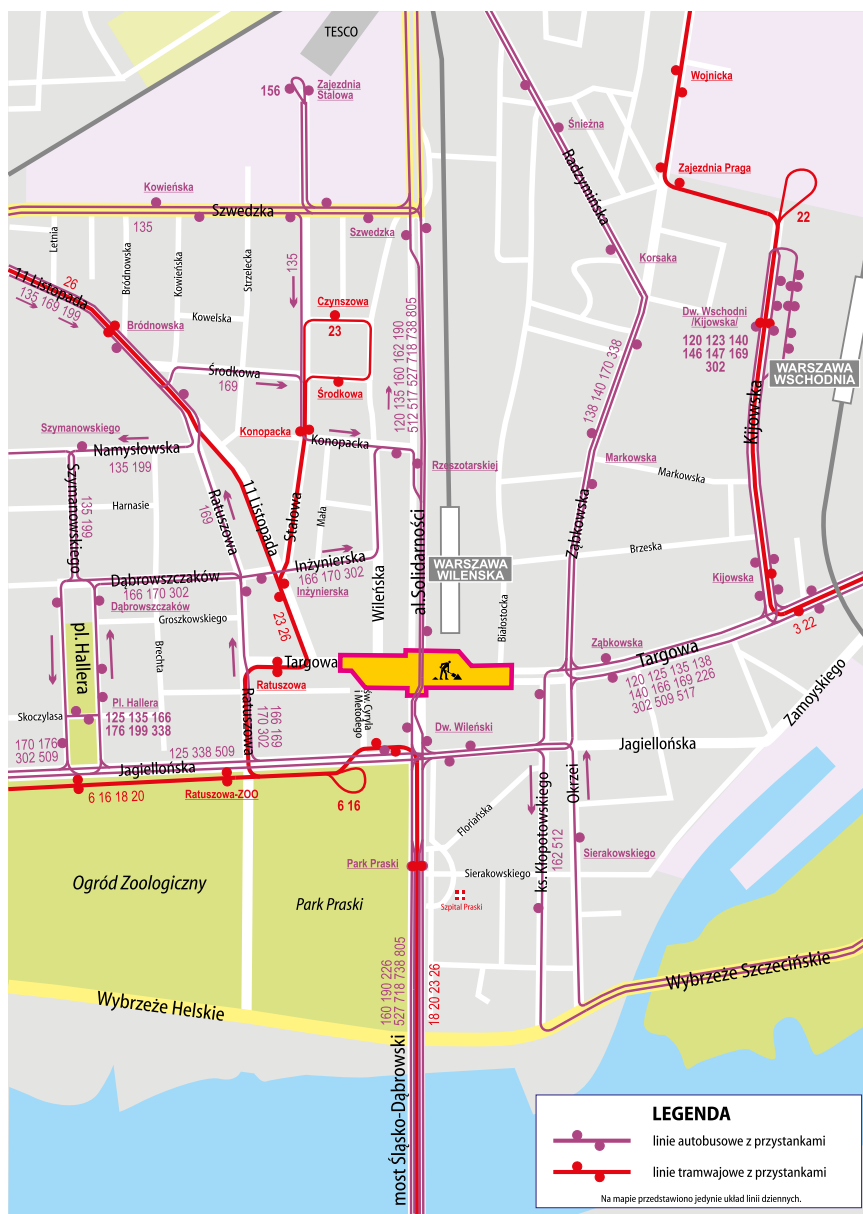 TESCO
156
Zajezdnia
Stalowa
Wojnicka
Śnieżna
Radzymińska
Zajezdnia Praga
22
Kowieńska
Szwedzka
135
Szwedzka
Letnia
Bródnowska
Kowieńska
Strzelecka
135
Korsaka
26
11 Listopada
135 169 199
Bródnowska
Kowelska
Czynszowa
23
Dw. Wschodni
/Kijowska/
120 123 140
146 147 169
302
WARSZAWA
WSCHODNIA
120 135 160 162 190
512 517 527 718 738 805
138 140 170 338
Środkowa
169
Środkowa
Kijowska
Szymanowskiego
Konopacka
Konopacka
Namysłowska
135 199
Rzeszotarskiej
Markowska
Markowska
Szymanowskiego
135 199
Harnasie
Ratuszowa
169
11 Listopada
Stalowa
Mała
al.Solidarności
Ząbkowska
Brzeska
Inżynierska
166 170 302
WARSZAWA
WILEŃSKA
Dąbrowszczaków
166 170 302
Inżynierska
Kijowska
Dąbrowszczaków
Groszkowskiego
Wileńska
Białostocka
23 26
3 22
pl. Hallera
Brechta
Targowa
Ząbkowska
Targowa
Ratuszowa
120 125 135 138
140 166 169 226
302 509 517
Zamoyskiego
Pl. Hallera
125 135 166
176 199 338
Skoczylasa
Ratuszowa
166 169
170 302
św. Cyryla
i Metodego
Dw. Wileński
170 176
302 509
125 338 509
Jagiellońska
Jagiellońska
6 16 18 20
Ratuszowa-ZOO
6 16
ks. Kłopotowskiego
162 512
Okrzei
Floriańska
Sierakowskiego
Park Praski
Sierakowskiego
Ogród Zoologiczny
Park Praski
Szpital Praski
160 190 226
527 718 738 805
18 20 23 26
Wybrzeże Szczecińskie
Wybrzeże Helskie
most Śląsko-Dąbrowski
LEGENDA
linie autobusowe z przystankami
linie tramwajowe z przystankami
Na mapie przedstawiono jedynie układ linii dziennych.